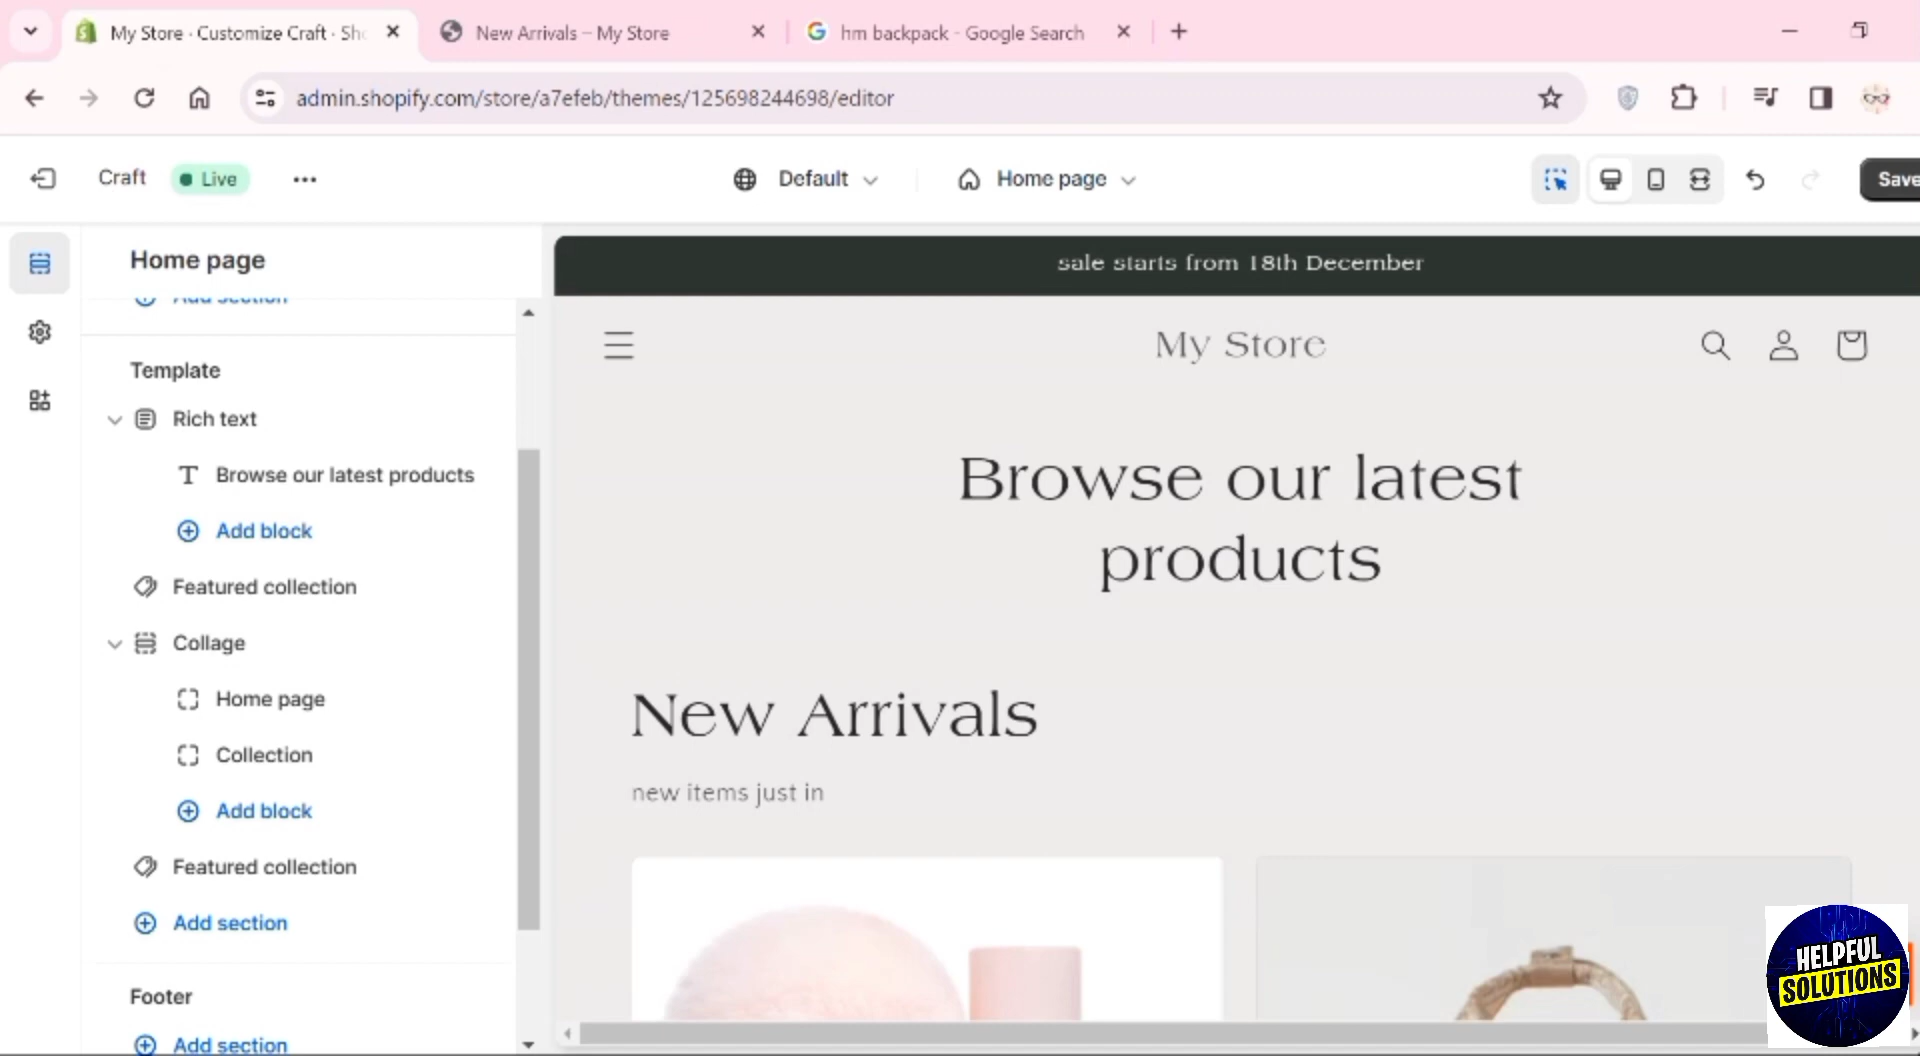 My Store · Customize Craft · Sho
New Arrivals – My Store
hm backpack - Google Search
admin.shopify.com/store/a7efeb/themes/125698244698/editor
Craft
Live
Default
Home page
Save
Home page
Add section
Template
Rich text
Browse our latest products
Add block
Featured collection
Collage
Home page
Collection
Add block
Featured collection
Add section
Footer
Add section
sale starts from 18th December
My Store
Browse our latest
products
New Arrivals
new items just in
HELPFUL
SOLUTIONS